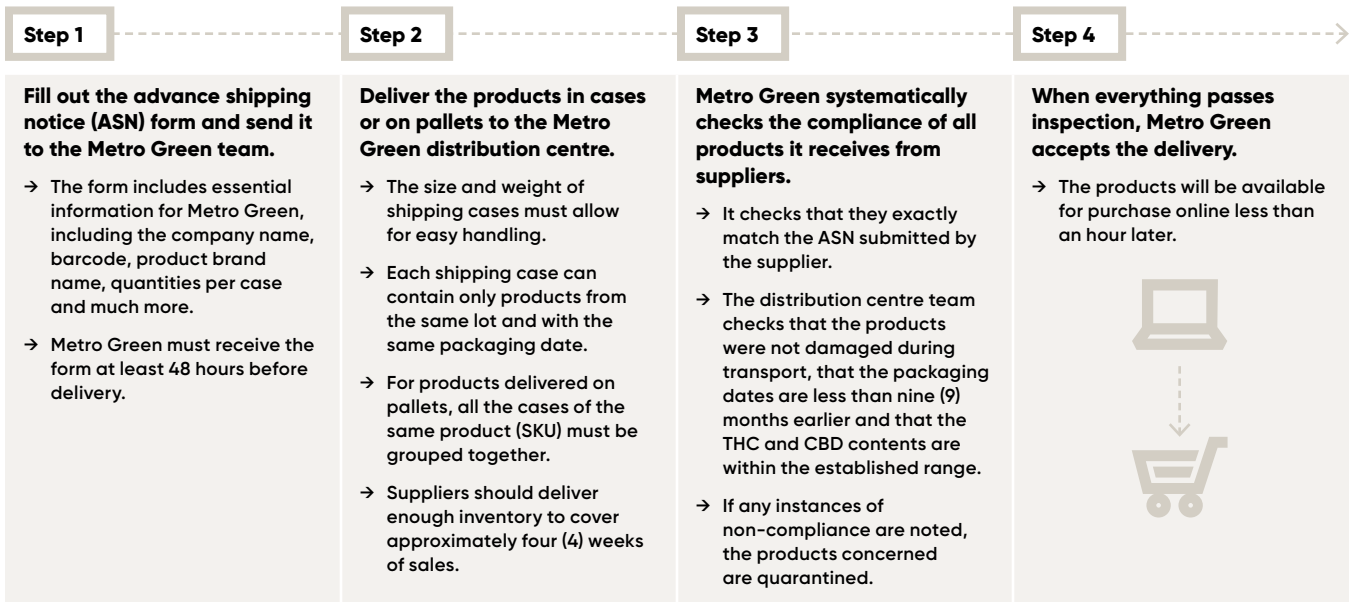 Step 1
Fill out the advance shipping
notice (ASN) form and send it
to the Metro Green team.
→ The form includes essential
information for Metro Green,
including the company name,
barcode, product brand
name, quantities per case
and much more.
→ Metro Green must receive the
form at least 48 hours before
delivery.
Step 2
Deliver the products in cases
or on pallets to the Metro
Green distribution centre.
→ The size and weight of
shipping cases must allow
for easy handling.
→ Each shipping case can
contain only products from
the same lot and with the
same packaging date.
→ For products delivered on
pallets, all the cases of the
same product (SKU) must be
grouped together.
→ Suppliers should deliver
enough inventory to cover
approximately four (4) weeks
of sales.
Step 3
Metro Green systematically
checks the compliance of all
products it receives from
suppliers.
→ It checks that they exactly
match the ASN submitted by
the supplier.
→ The distribution centre team
checks that the products
were not damaged during
transport, that the packaging
dates are less than nine (9)
months earlier and that the
THC and CBD contents are
within the established range.
→ If any instances of
non-compliance are noted,
the products concerned
are quarantined.
Step 4
When everything passes
inspection, Metro Green
accepts the delivery.
→ The products will be available
for purchase online less than
an hour later.